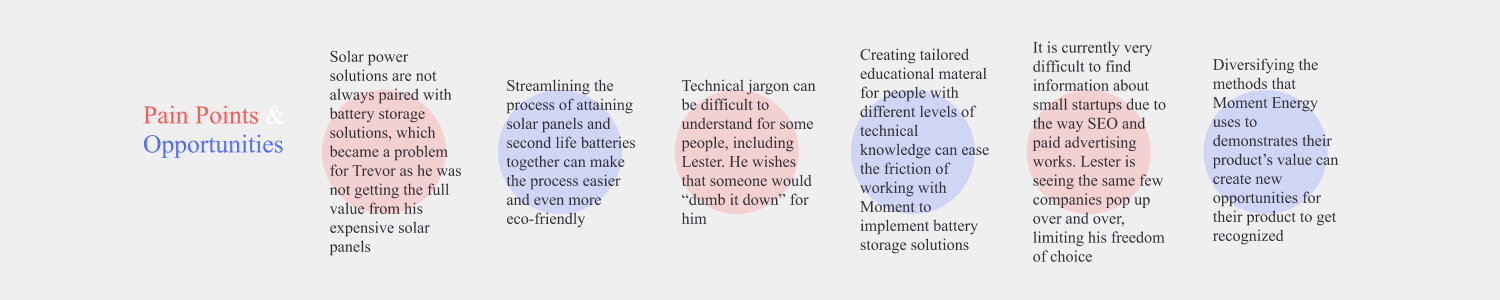 Pain Points &
Opportunities
Solar power
solutions are not
always paired with
battery storage
solutions, which
became a problem
for Trevor as he was
not getting the full
value from his
expensive solar
panels
Streamlining the
process of attaining
solar panels and
second life batteries
together can make
the process easier
and even more
eco-friendly
Technical jargon can
be difficult to
understand for some
people, including
Lester. He wishes
that someone would
“dumb it down” for
him
Creating tailored
educational materal
for people with
different levels of
technical
knowledge can ease
the friction of
working with
Moment to
implement battery
storage solutions
It is currently very
difficult to find
information about
small startups due to
the way SEO and
paid advertising
works. Lester is
seeing the same few
companies pop up
over and over,
limiting his freedom
of choice
Diversifying the
methods that
Moment Energy
uses to
demonstrates their
product’s value can
create new
opportunities for
their product to get
recognized